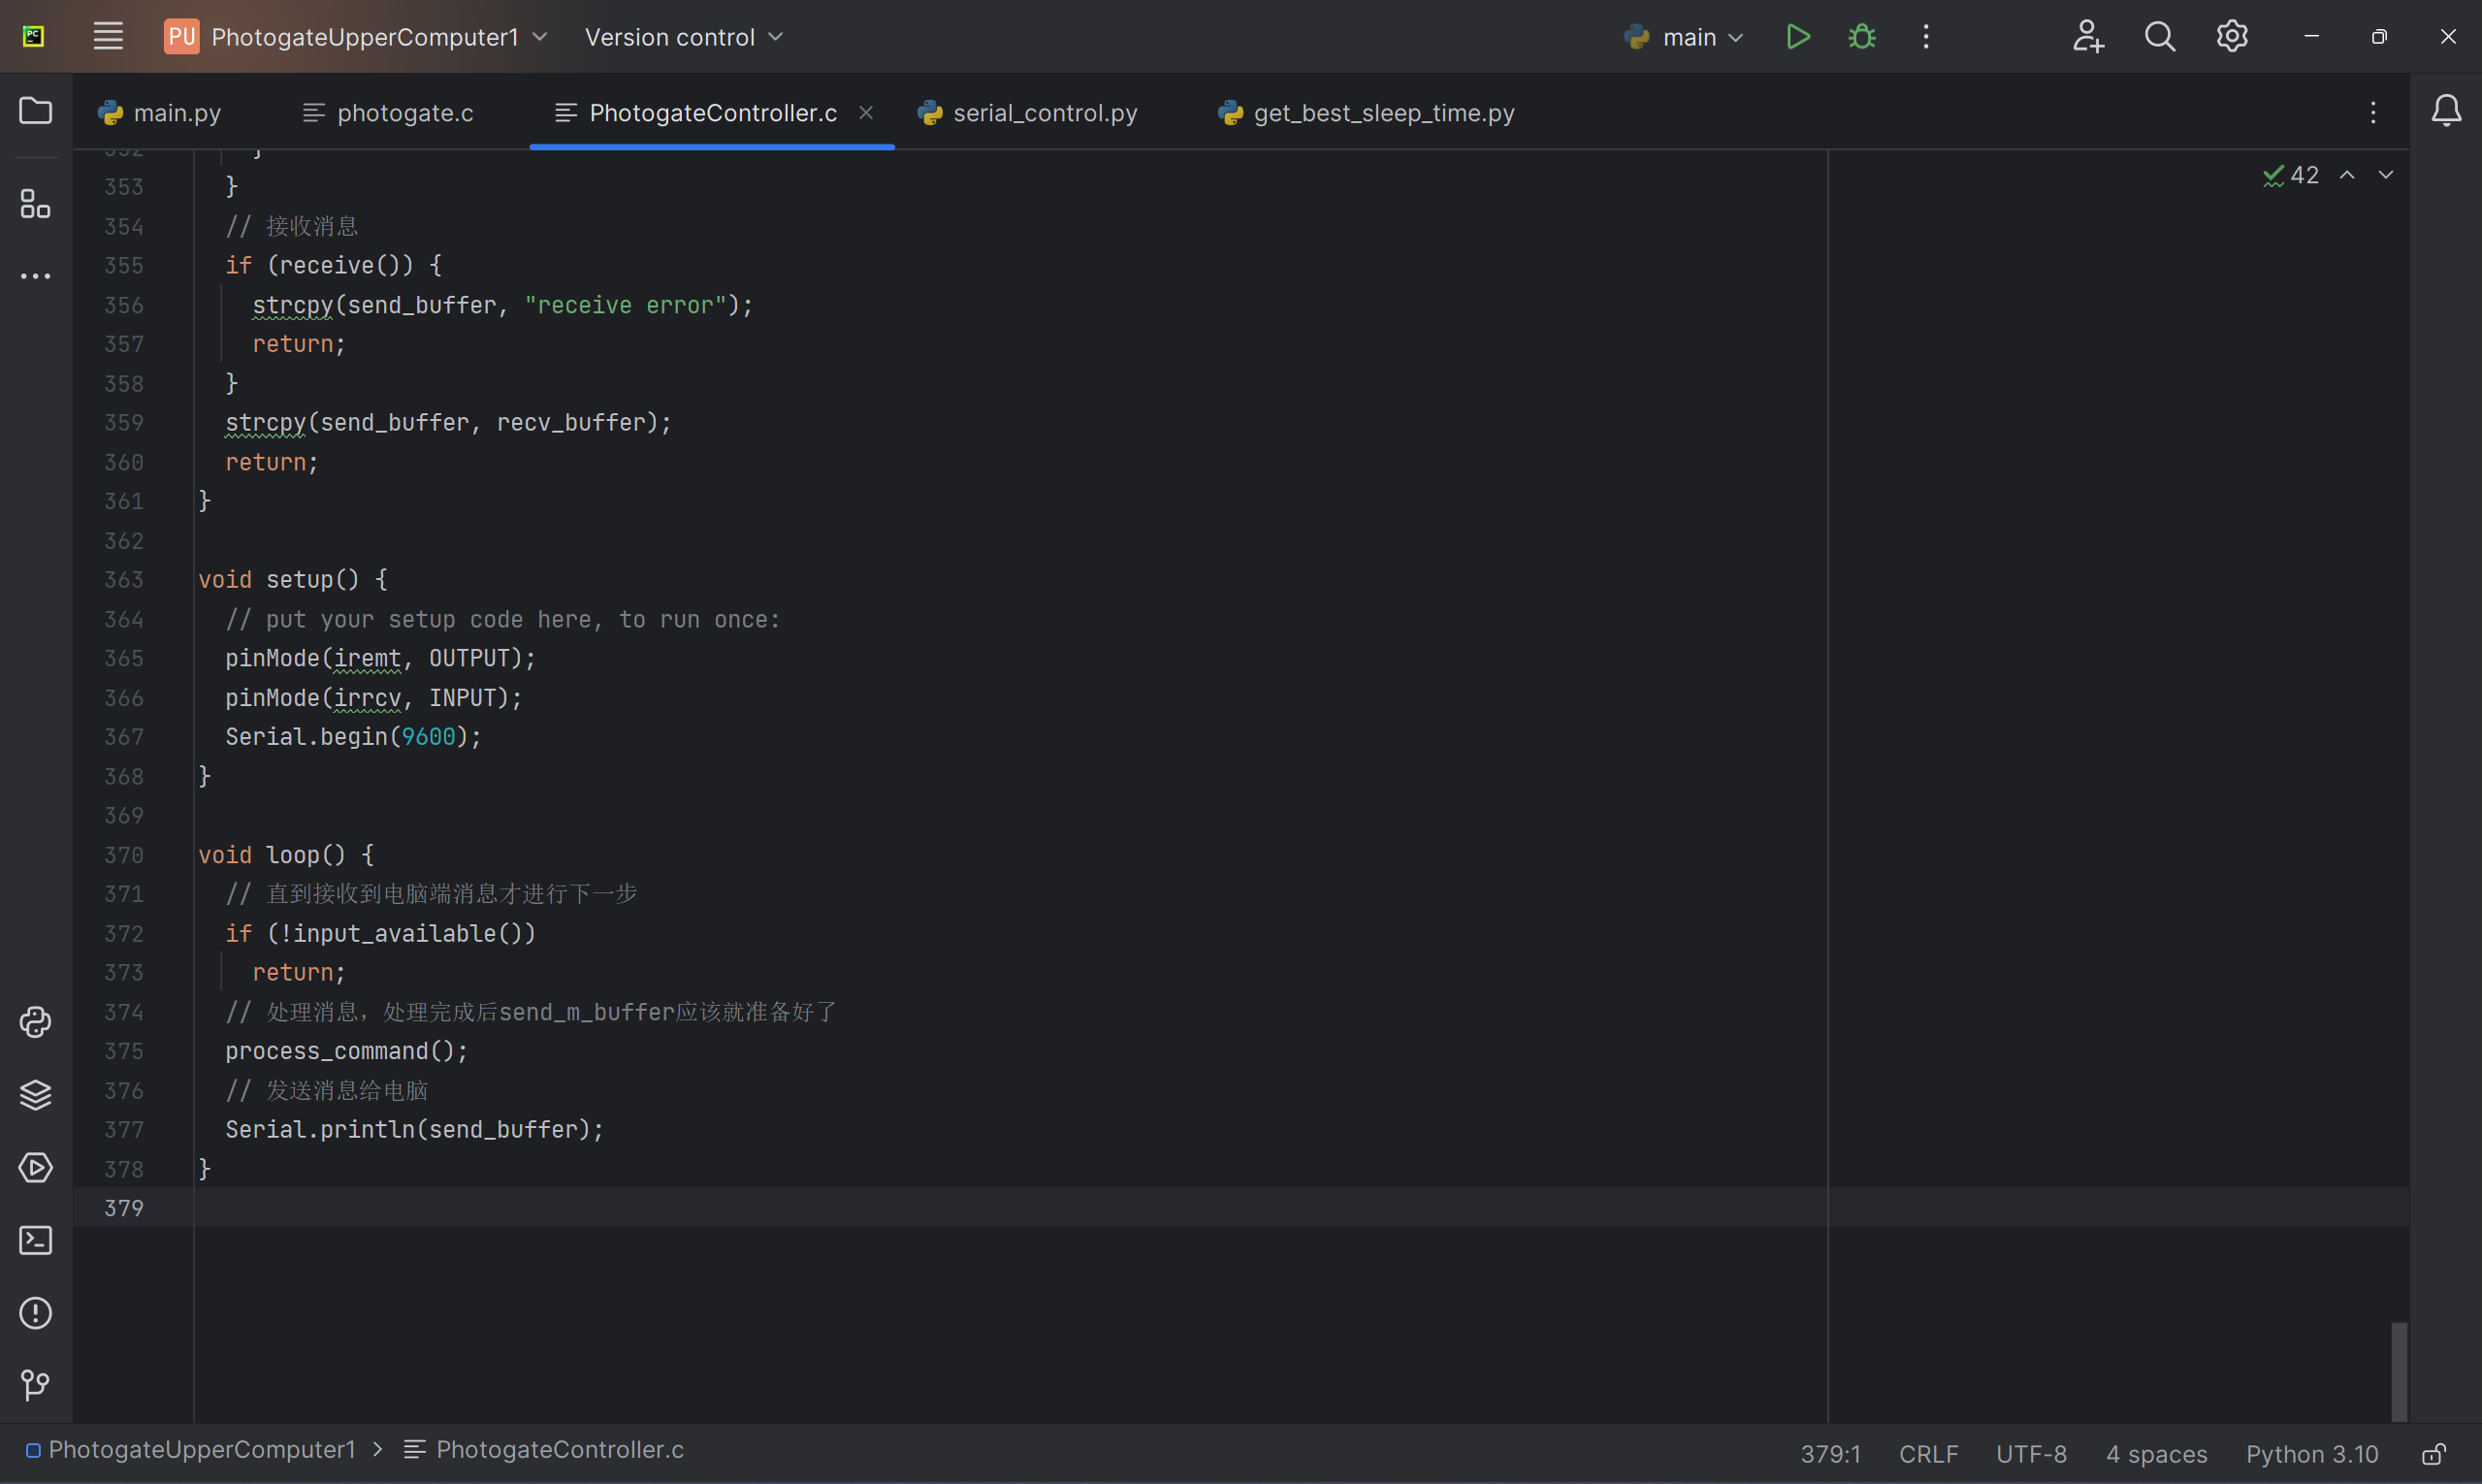 PC
PU PhotogateUpperComputer1 Version control main
main.py photogate.c PhotogateController.c serial_control.py get_best_sleep_time.py
42
352 }
353 }
354 // 接收消息
355 if (receive()) {
356 strcpy(send_buffer, "receive error");
357 return;
358 }
359 strcpy(send_buffer, recv_buffer);
360 return;
361 }
362
363 void setup() {
364 // put your setup code here, to run once:
365 pinMode(iremt, OUTPUT);
366 pinMode(irrcv, INPUT);
367 Serial.begin(9600);
368 }
369
370 void loop() {
371 // 直到接收到电脑端消息才进行下一步
372 if (!input_available())
373 return;
374 // 处理消息，处理完成后send_m_buffer应该就准备好了
375 process_command();
376 // 发送消息给电脑
377 Serial.println(send_buffer);
378 }
379
PhotogateUpperComputer1 > PhotogateController.c 379:1 CRLF UTF-8 4 spaces Python 3.10